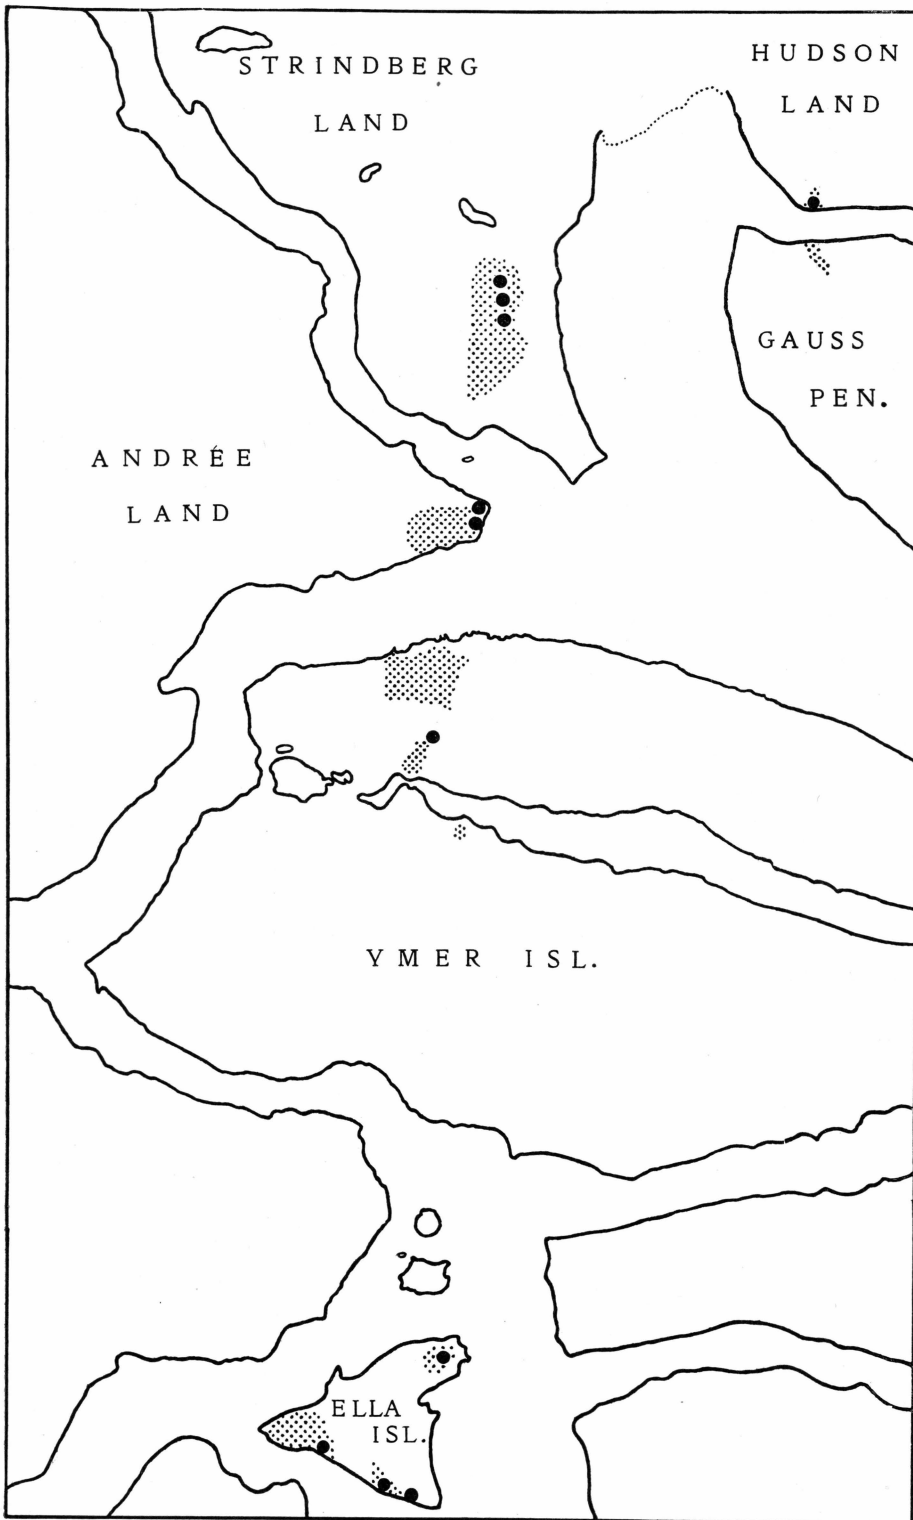 STRINDBERG
LAND
HUDSON
LAND
GAUSS
PEN.
ANDRÉE
LAND
YMER ISL.
ELLA
ISL.